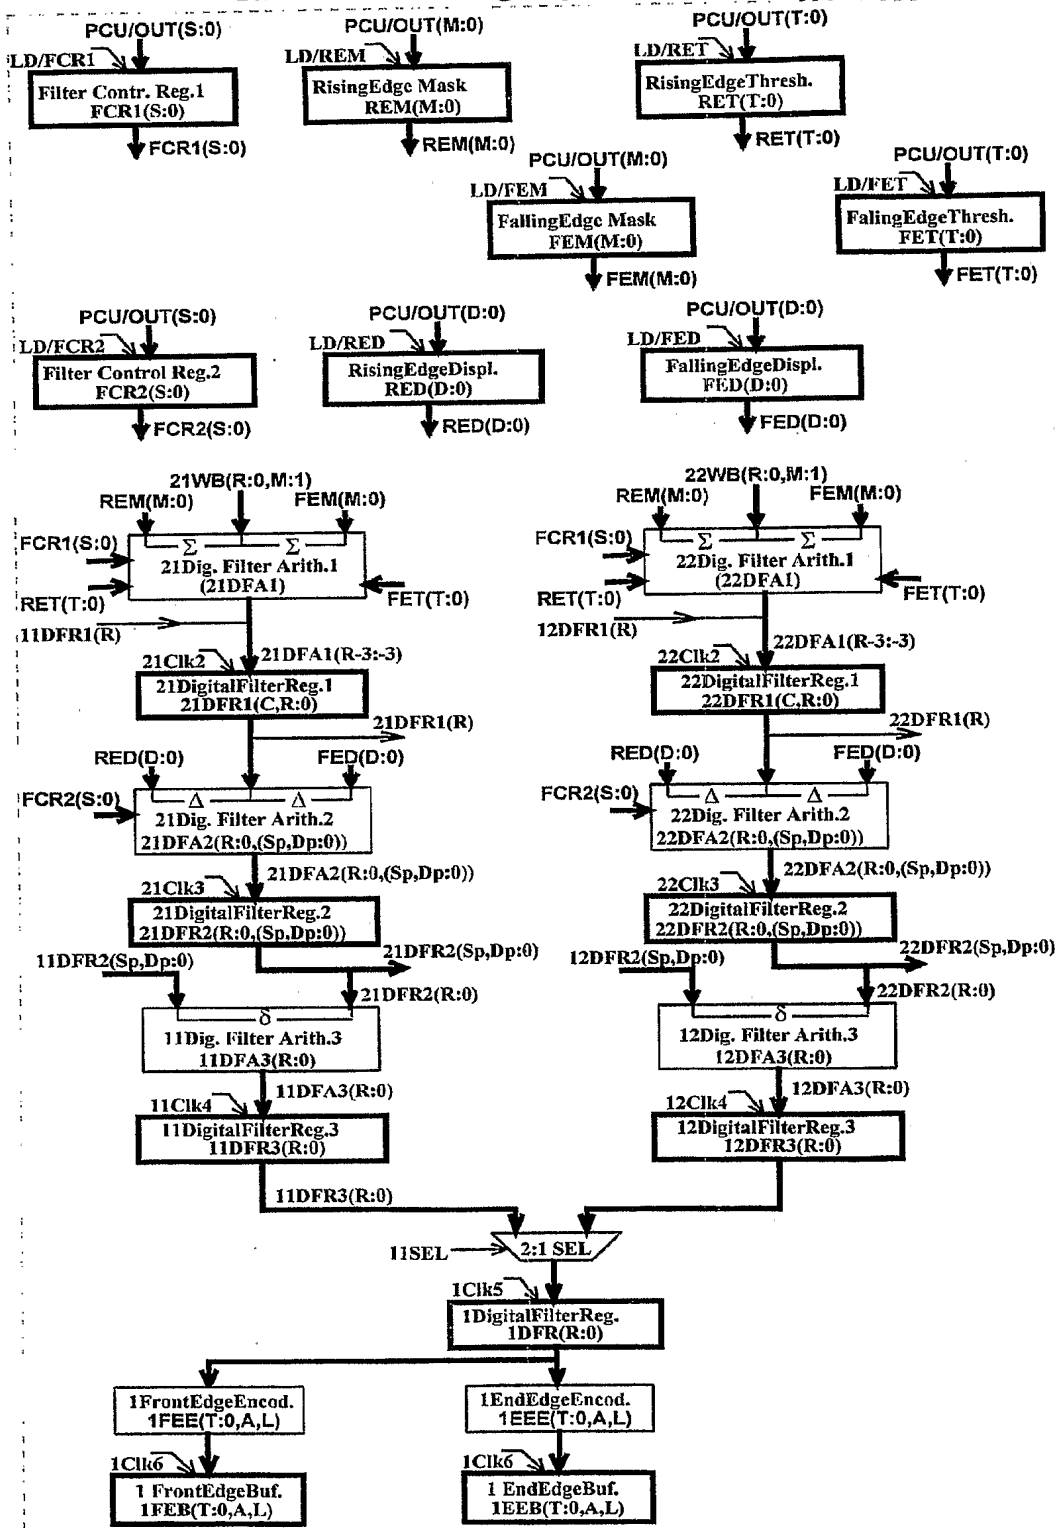 PCU/OUT(S:0)
PCU/OUT(M:0)
PCU/OUT(T:0)
LD/FCR1
LD/REM
LD/RET
Filter Contr. Reg.1
FCR1(S:0)
RisingEdge Mask
REM(M:0)
RisingEdgeThresh.
RET(T:0)
FCR1(S:0)
REM(M:0)
RET(T:0)
PCU/OUT(M:0)
PCU/OUT(T:0)
LD/FEM
LD/FET
FallingEdge Mask
FEM(M:0)
FalingEdgeThresh.
FET(T:0)
FEM(M:0)
FET(T:0)
PCU/OUT(S:0)
PCU/OUT(D:0)
PCU/OUT(D:0)
LD/FCR2
LD/RED
LD/FED
Filter Control Reg.2
FCR2(S:0)
RisingEdgeDispl.
RED(D:0)
FallingEdgeDispl.
FED(D:0)
FCR2(S:0)
RED(D:0)
FED(D:0)
21WB(R:0,M:1)
22WB(R:0,M:1)
REM(M:0)
FEM(M:0)
REM(M:0)
FEM(M:0)
FCR1(S:0)
Σ Σ
21Dig. Filter Arith.1
(21DFA1)
FCR1(S:0)
Σ Σ
22Dig. Filter Arith.1
(22DFA1)
RET(T:0)
FET(T:0)
RET(T:0)
FET(T:0)
11DFR1(R)
12DFR1(R)
21Clk2
21DFA1(R-3:-3)
22Clk2
22DFA1(R-3:-3)
21DigitalFilterReg.1
21DFR1(C,R:0)
22DigitalFilterReg.1
22DFR1(C,R:0)
21DFR1(R)
22DFR1(R)
RED(D:0)
FED(D:0)
RED(D:0)
FED(D:0)
FCR2(S:0)
Δ Δ
21Dig. Filter Arith.2
21DFA2(R:0,(Sp,Dp:0))
FCR2(S:0)
Δ Δ
22Dig. Filter Arith.2
22DFA2(R:0,(Sp,Dp:0))
21DFA2(R:0,(Sp,Dp:0))
22DFA2(R:0,(Sp,Dp:0))
21Clk3
22Clk3
21DigitalFilterReg.2
21DFR2(R:0,(Sp,Dp:0))
22DigitalFilterReg.2
22DFR2(R:0,(Sp,Dp:0))
11DFR2(Sp,Dp:0)
21DFR2(Sp,Dp:0)
12DFR2(Sp,Dp:0)
22DFR2(Sp,Dp:0)
21DFR2(R:0)
22DFR2(R:0)
δ
11Dig. Filter Arith.3
11DFA3(R:0)
δ
12Dig. Filter Arith.3
12DFA3(R:0)
11DFA3(R:0)
12DFA3(R:0)
11Clk4
12Clk4
11DigitalFilterReg.3
11DFR3(R:0)
12DigitalFilterReg.3
12DFR3(R:0)
11DFR3(R:0)
11SEL
2:1 SEL
1Clk5
1DigitalFilterReg.
1DFR(R:0)
1FrontEdgeEncod.
1FEE(T:0,A,L)
1EndEdgeEncod.
1EEE(T:0,A,L)
1Clk6
1Clk6
1 FrontEdgeBuf.
1FEB(T:0,A,L)
1 EndEdgeBuf.
1EEB(T:0,A,L)